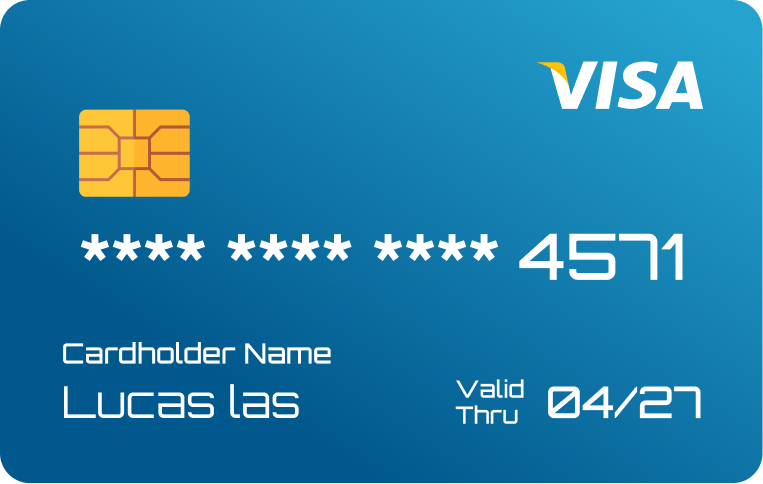 VISA
**** **** **** 4571
Cardholder Name
Lucas las
Valid
Thru
04/27